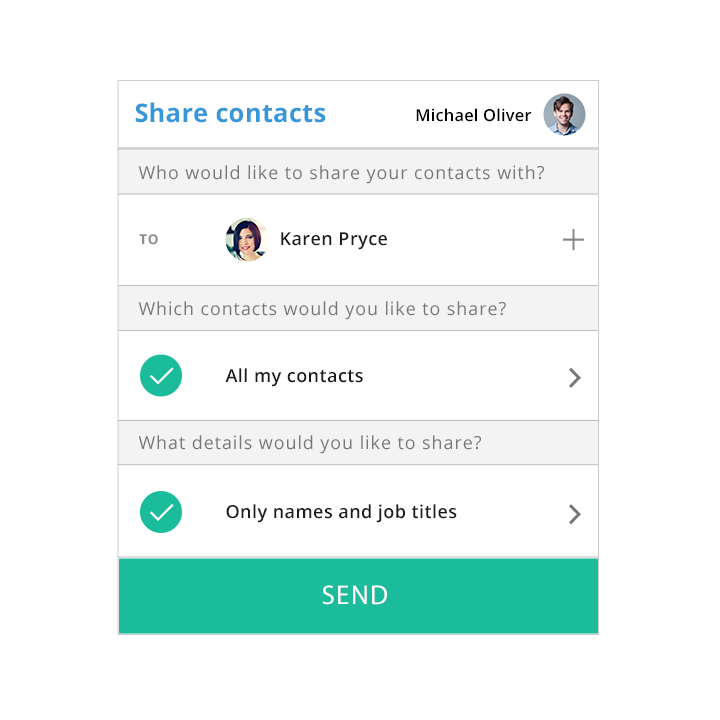 Share contacts
Michael Oliver
Who would like to share your contacts with?
TO
Karen Pryce
Which contacts would you like to share?
All my contacts
What details would you like to share?
Only names and job titles
SEND